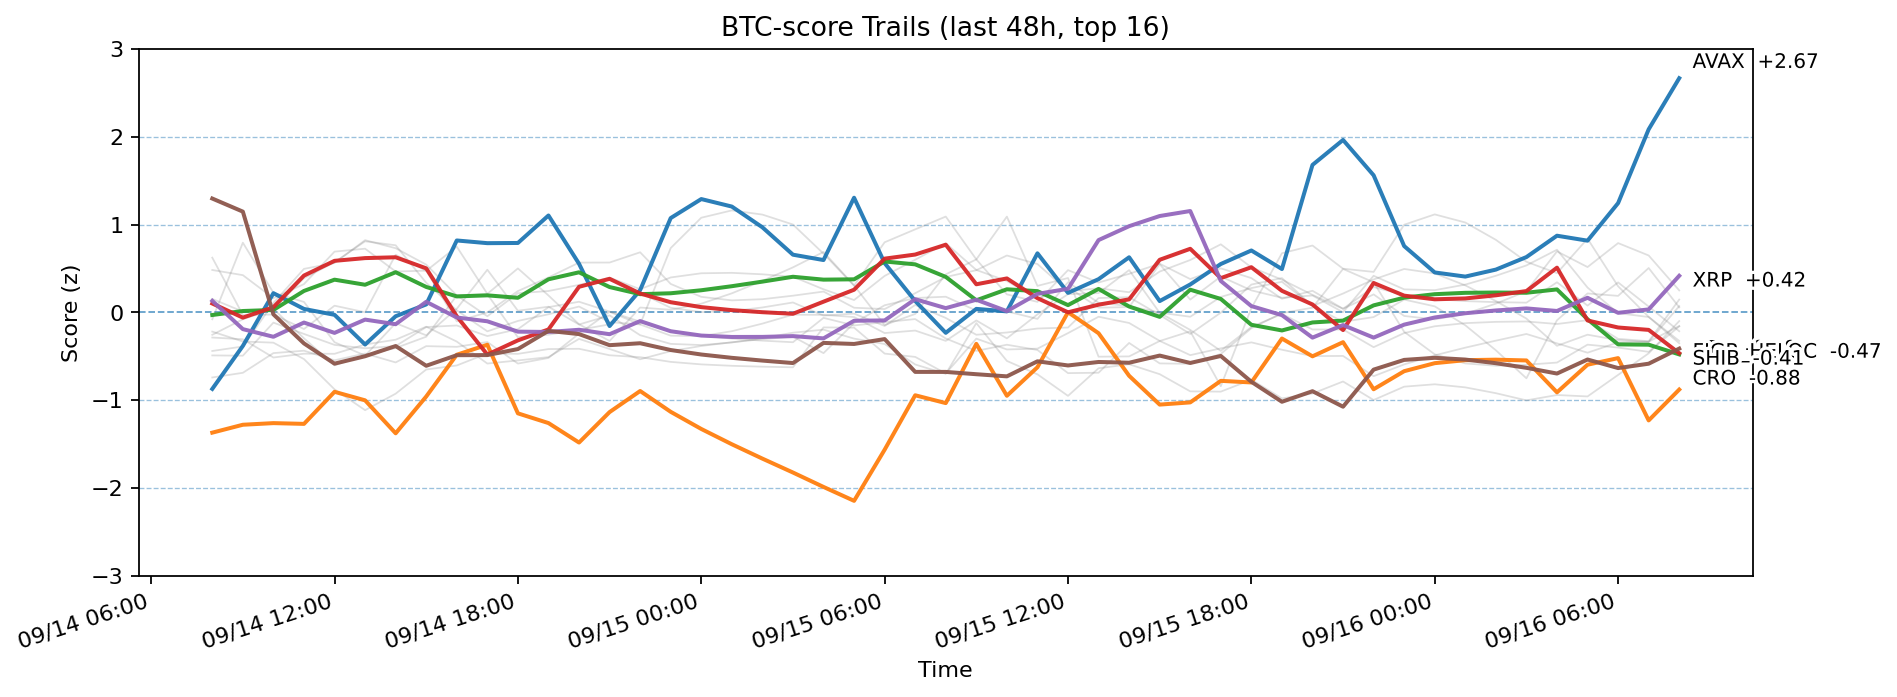 BTC-score Trails (last 48h, top 16)
AVAX +2.67
3
2
1
XRP +0.42
0
-0.47
SHIB -0.41
CRO -0.88
−1
−2
−3
Score (z)
09/14 06:00
09/14 12:00
09/14 18:00
09/15 00:00
09/15 06:00
09/15 12:00
09/15 18:00
09/16 00:00
09/16 06:00
Time